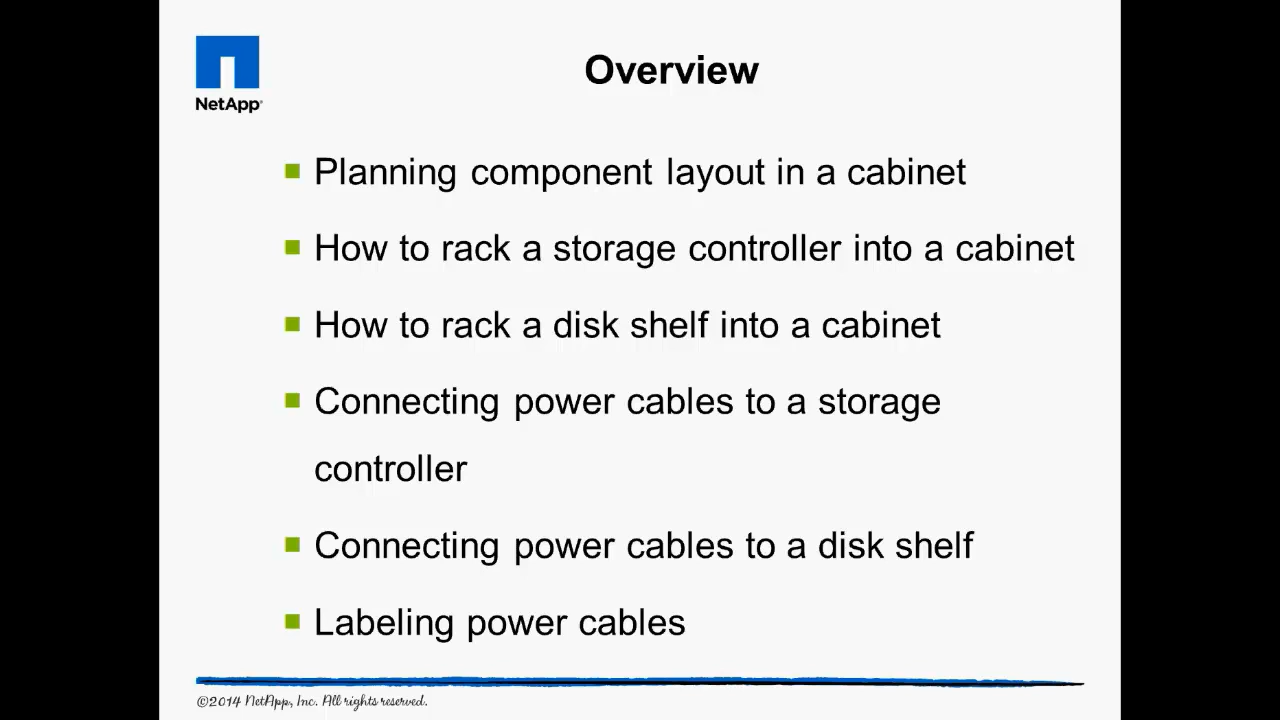 NetApp®
Overview
Planning component layout in a cabinet
How to rack a storage controller into a cabinet
How to rack a disk shelf into a cabinet
Connecting power cables to a storage
controller
Connecting power cables to a disk shelf
Labeling power cables
©2014 NetApp, Inc. All rights reserved.